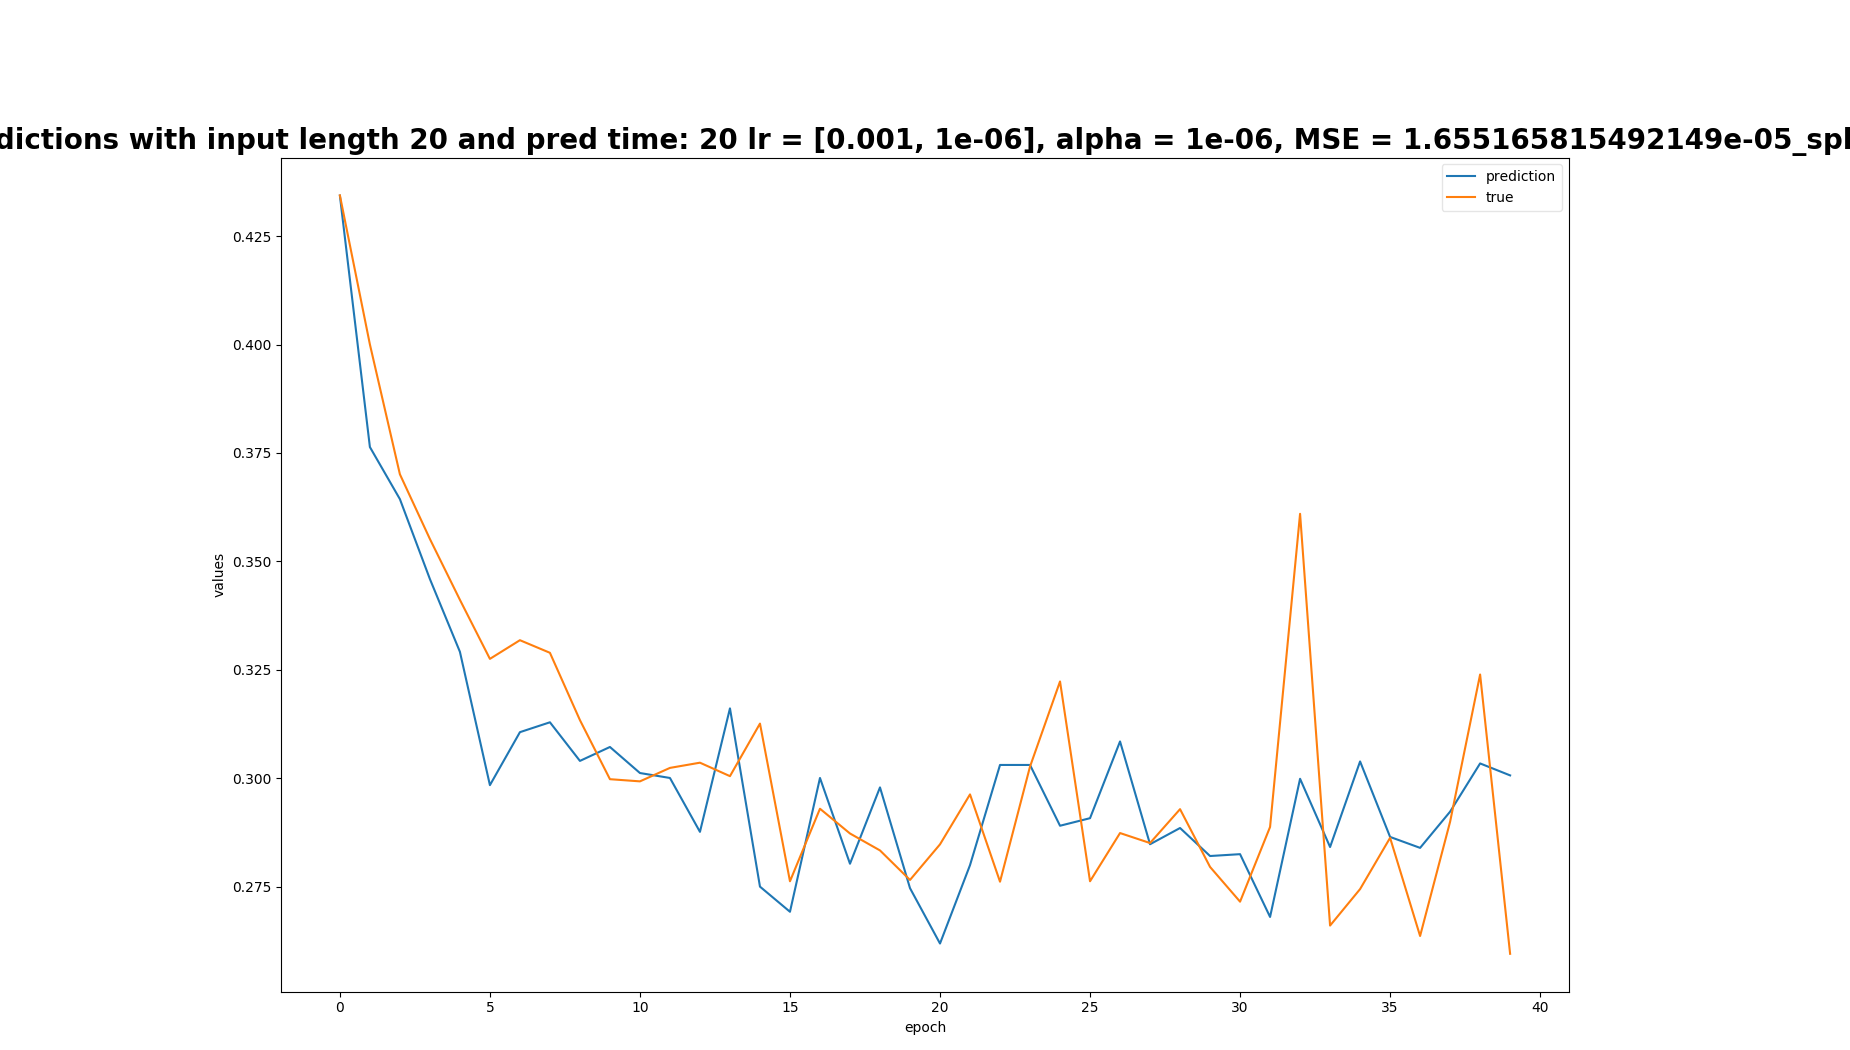 dictions with input length 20 and pred time: 20 lr = [0.001, 1e-06], alpha = 1e-06, MSE = 1.655165815492149e-05_spl
prediction
true
0.425
0.400
0.375
0.350
0.325
0.300
0.275
values
0 5 10 15 20 25 30 35 40
epoch